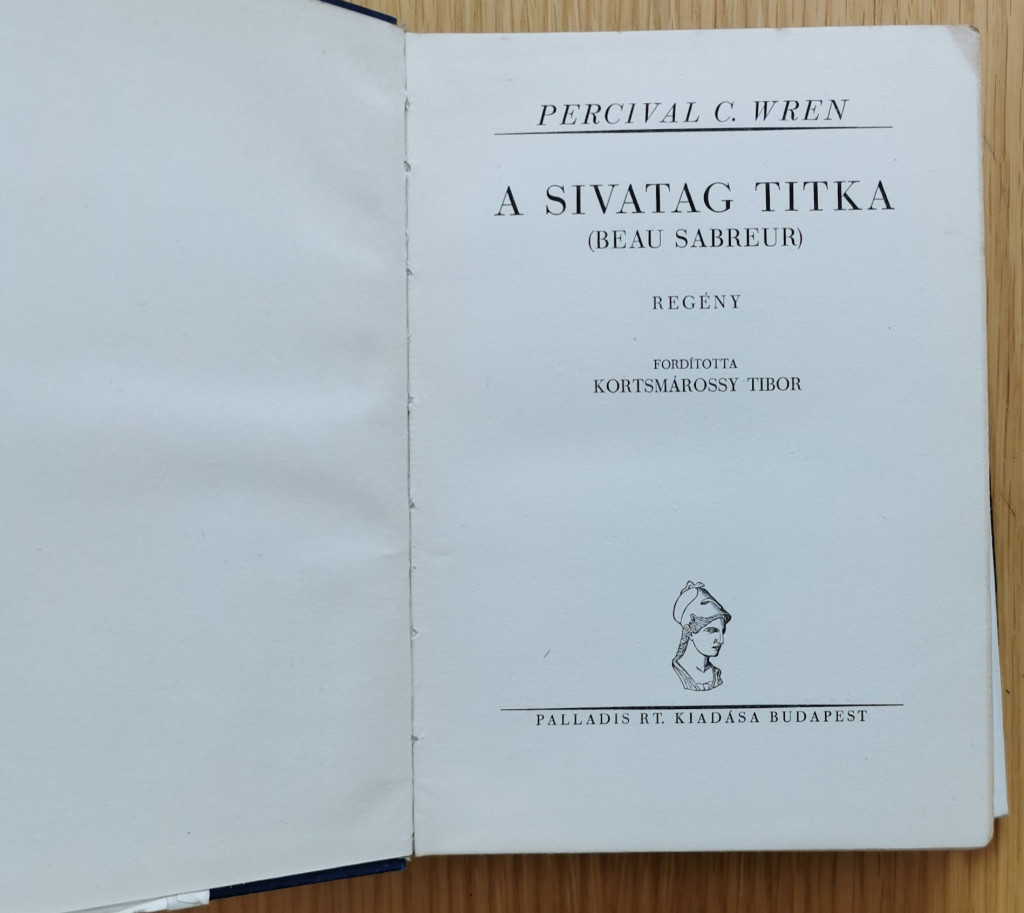 PERCIVAL C. WREN
A SIVATAG TITKA
(BEAU SABREUR)
REGÉNY
FORDÍTOTTA
KORTSMÁROSSY TIBOR
PALLADIS RT. KIADÁSA BUDAPEST